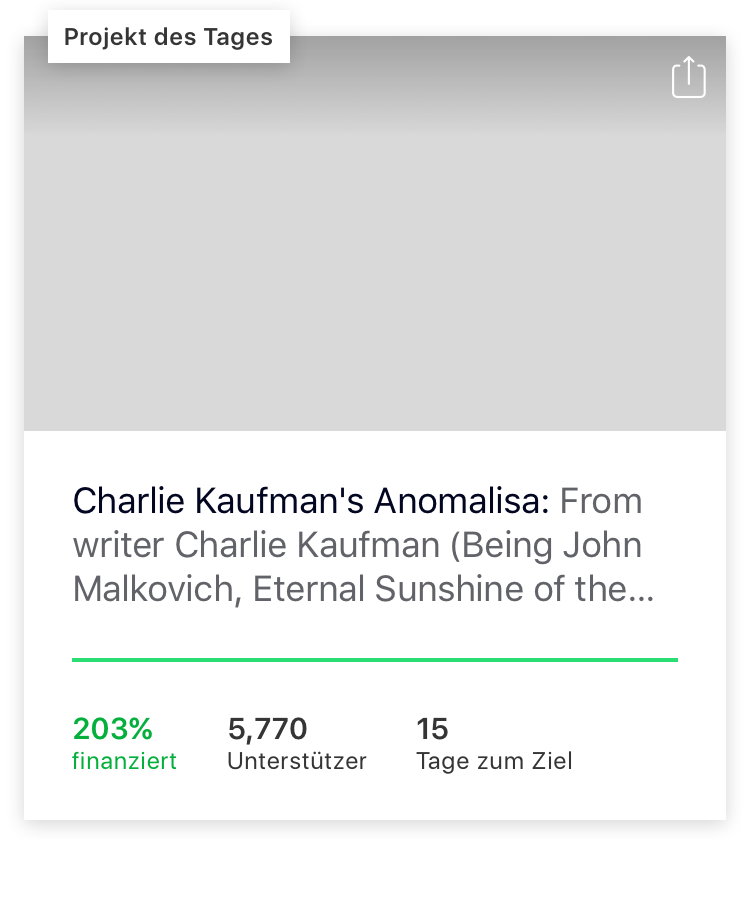 Projekt des Tages
Charlie Kaufman's Anomalisa: From
writer Charlie Kaufman (Being John
Malkovich, Eternal Sunshine of the...
203% 5,770 15
finanziert Unterstützer Tage zum Ziel